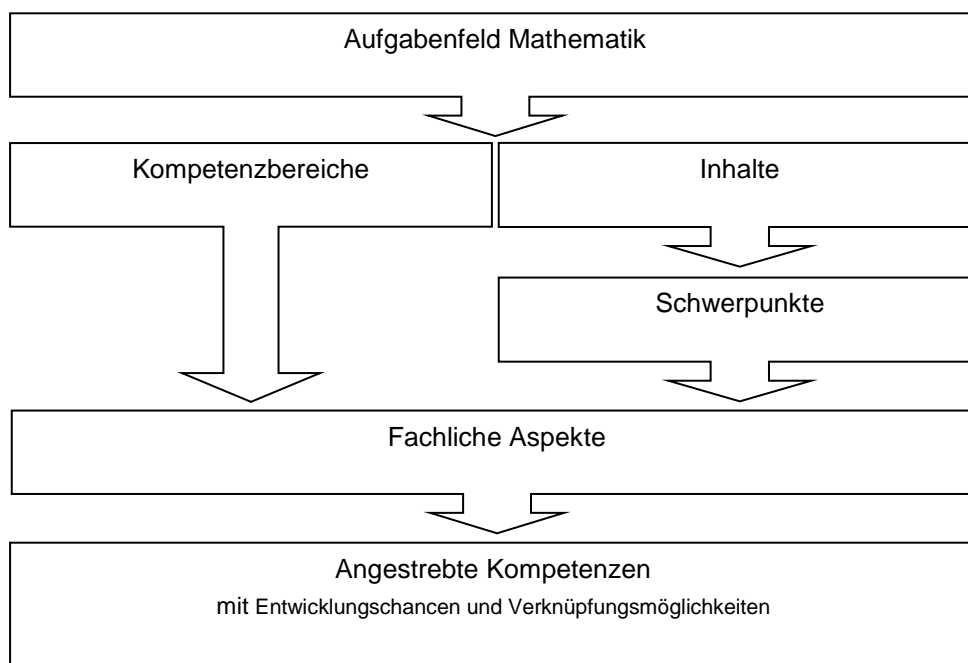 Aufgabenfeld Mathematik
Kompetenzbereiche
Inhalte
Schwerpunkte
Fachliche Aspekte
Angestrebte Kompetenzen
mit Entwicklungschancen und Verknüpfungsmöglichkeiten